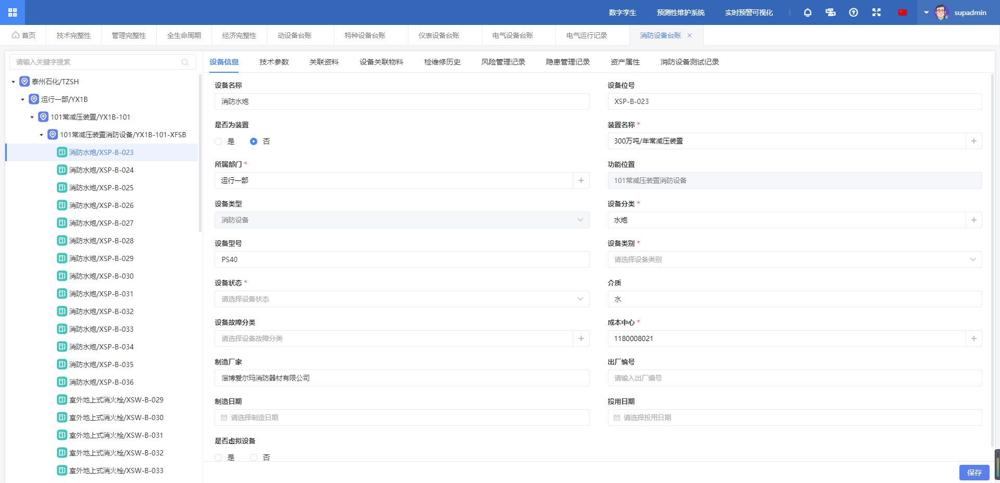 数字孪生 预测性维护系统 实时预警可视化 supadmin
首页 技术完整性 管理完整性 全生命周期 经济完整性 动设备台账 特种设备台账 仪表设备台账 电气设备台账 电气运行记录 消防设备台账
请输入关键字搜索
泰州石化/TZSH
运行一部/YX1B
101常减压装置/YX1B-101
101常减压装置消防设备/YX1B-101-XFSB
消防水炮/XSP-B-023
消防水炮/XSP-B-024
消防水炮/XSP-B-025
消防水炮/XSP-B-026
消防水炮/XSP-B-027
消防水炮/XSP-B-028
消防水炮/XSP-B-029
消防水炮/XSP-B-030
消防水炮/XSP-B-031
消防水炮/XSP-B-032
消防水炮/XSP-B-033
消防水炮/XSP-B-034
消防水炮/XSP-B-035
消防水炮/XSP-B-036
室外地上式消火栓/XSW-B-029
室外地上式消火栓/XSW-B-030
室外地上式消火栓/XSW-B-031
室外地上式消火栓/XSW-B-032
室外地上式消火栓/XSW-B-033
设备信息 技术参数 关联资料 设备关联物料 检维修历史 风险管理记录 隐患管理记录 资产属性 消防设备测试记录
设备名称 设备位号
消防水炮 XSP-B-023
是否为装置 装置名称 *
是 否 300万吨/年常减压装置
所属部门 * 功能位置
运行一部 101常减压装置消防设备
设备类型 设备分类 *
消防设备 水炮
设备型号 设备类别 *
PS40 请选择设备类别
设备状态 * 介质
请选择设备状态 水
设备故障分类 成本中心 *
请选择设备故障分类 1180008021
制造厂家 出厂编号
淄博爱尔玛消防器材有限公司 请输入出厂编号
制造日期 投用日期
请选择制造日期 请选择投用日期
是否虚拟设备
是 否
保存